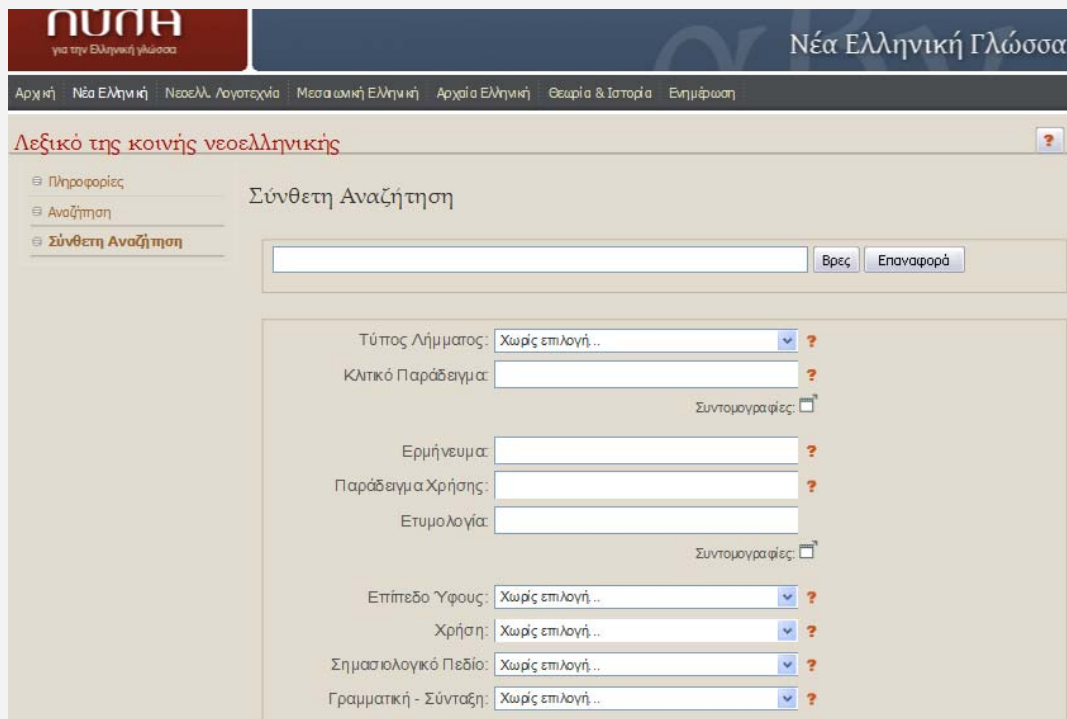 πύλη
για την Ελληνική γλώσσα
Νέα Ελληνική Γλώσσα
Αρχική Νέα Ελληνική Νεοελλ. Λογοτεχνία Μεσαιωνική Ελληνική Αρχαία Ελληνική Θεωρία & Ιστορία Ενημέρωση
Λεξικό της κοινής νεοελληνικής
?
Πληροφορίες
Αναζήτηση
Σύνθετη Αναζήτηση
Σύνθετη Αναζήτηση
Βρες Επαναφορά
Τύπος Λήμματος: Χωρίς επιλογή... ?
Κλιτικό Παράδειγμα: ?
Συντομογραφίες:
Ερμήνευμα: ?
Παράδειγμα Χρήσης: ?
Ετυμολογία:
Συντομογραφίες:
Επίπεδο Ύφους: Χωρίς επιλογή... ?
Χρήση: Χωρίς επιλογή... ?
Σημασιολογικό Πεδίο: Χωρίς επιλογή... ?
Γραμματική - Σύνταξη: Χωρίς επιλογή... ?